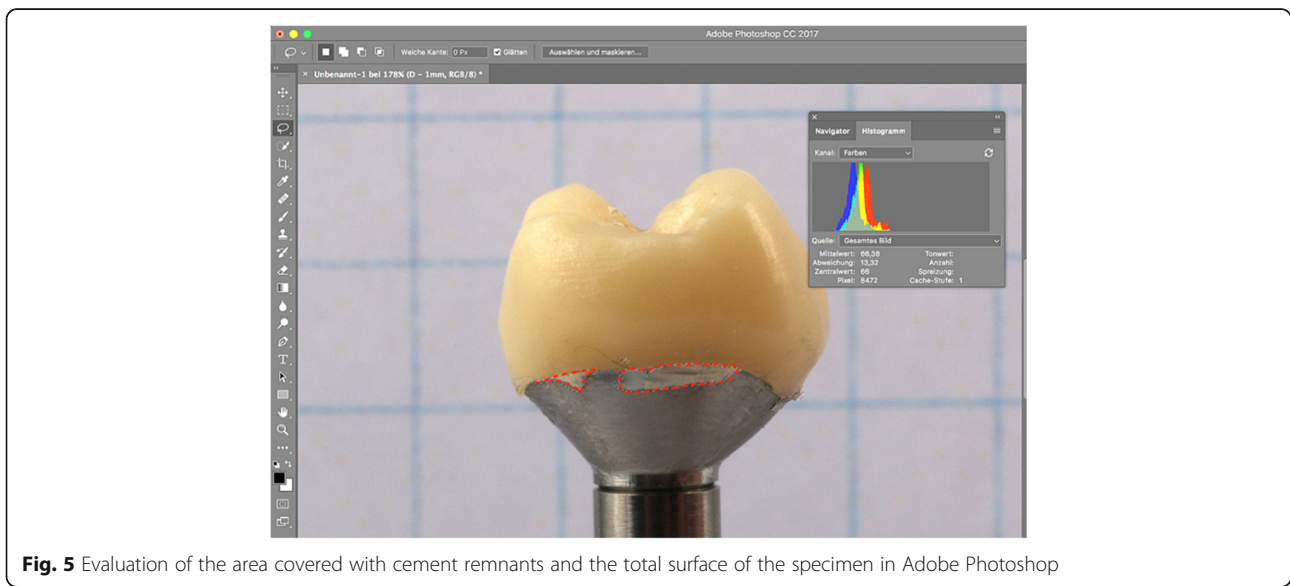 Adobe Photoshop CC 2017
Weiche Kante: 0 Px Glätten Auswählen und maskieren...
× Unbenannt-1 bei 178% (D - 1mm, RGB/8) *
Navigator Histogramm
Kanal: Farben
Quelle: Gesamtes Bild
Mittelwert: 66,38 Tonwert:
Abweichung: 13,32 Anzahl:
Zentralwert: 66 Spreizung:
Pixel: 8472 Cache-Stufe: 1
Fig. 5 Evaluation of the area covered with cement remnants and the total surface of the specimen in Adobe Photoshop